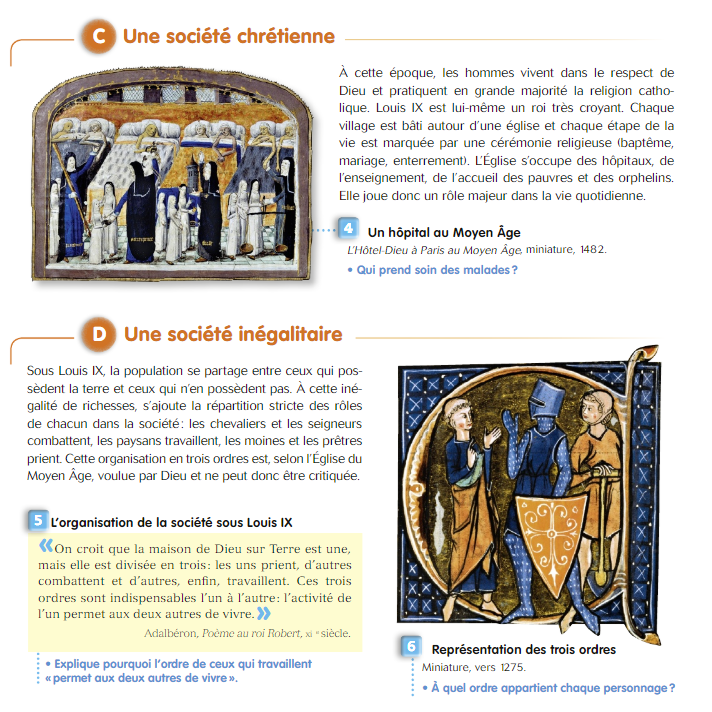 C Une société chrétienne
À cette époque, les hommes vivent dans le respect de
Dieu et pratiquent en grande majorité la religion catho-
lique. Louis IX est lui-même un roi très croyant. Chaque
village est bâti autour d'une église et chaque étape de la
vie est marquée par une cérémonie religieuse (baptême,
mariage, enterrement). L'Église s'occupe des hôpitaux, de
l'enseignement, de l'accueil des pauvres et des orphelins.
Elle joue donc un rôle majeur dans la vie quotidienne.
4 Un hôpital au Moyen Âge
L'Hôtel-Dieu à Paris au Moyen Âge, miniature, 1482.
• Qui prend soin des malades ?
D Une société inégalitaire
Sous Louis IX, la population se partage entre ceux qui pos-
sèdent la terre et ceux qui n'en possèdent pas. À cette iné-
galité de richesses, s'ajoute la répartition stricte des rôles
de chacun dans la société : les chevaliers et les seigneurs
combattent, les paysans travaillent, les moines et les prêtres
prient. Cette organisation en trois ordres est, selon l'Église du
Moyen Âge, voulue par Dieu et ne peut donc être critiquée.
5 L'organisation de la société sous Louis IX
« On croit que la maison de Dieu sur Terre est une,
mais elle est divisée en trois : les uns prient, d'autres
combattent et d'autres, enfin, travaillent. Ces trois
ordres sont indispensables l'un à l'autre : l'activité de
l'un permet aux deux autres de vivre. »
Adalbéron, Poème au roi Robert, XIe siècle.
• Explique pourquoi l'ordre de ceux qui travaillent
« permet aux deux autres de vivre ».
6 Représentation des trois ordres
Miniature, vers 1275.
• À quel ordre appartient chaque personnage ?